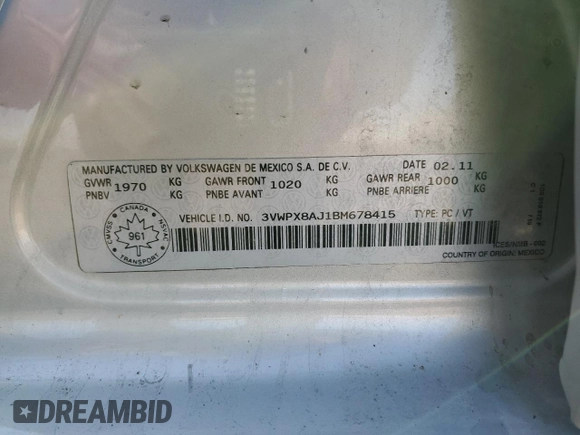 MANUFACTURED BY VOLKSWAGEN DE MEXICO S.A. DE C.V. DATE 02.11
GVWR 1970 KG GAWR FRONT 1020 KG GAWR REAR 1000 KG
PNBV KG PNBE AVANT KG PNBE ARRIERE KG
VEHICLE I.D. NO. 3VWPX8AJ1BM678415 TYPE: PC / VT
CANADA
CMVSS NSVAC
961
TRANSPORT
COUNTRY OF ORIGIN: MEXICO
DREAMBID